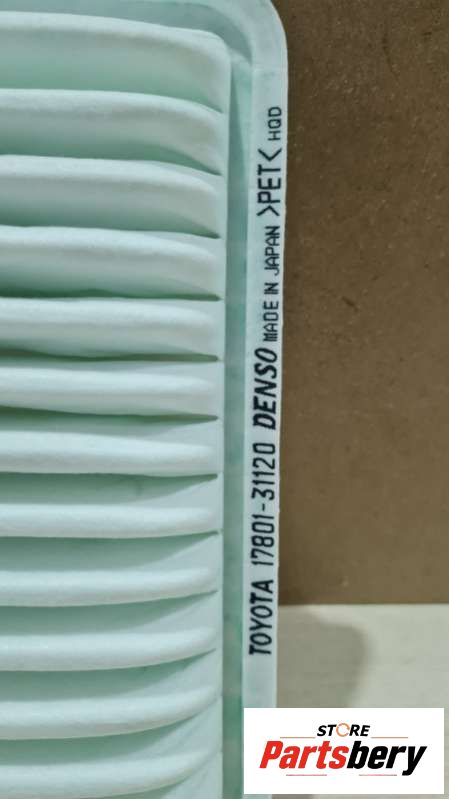 TOYOTA 17801-31120 DENSO MADE IN JAPAN >PET< HQD
STORE
Partsbery